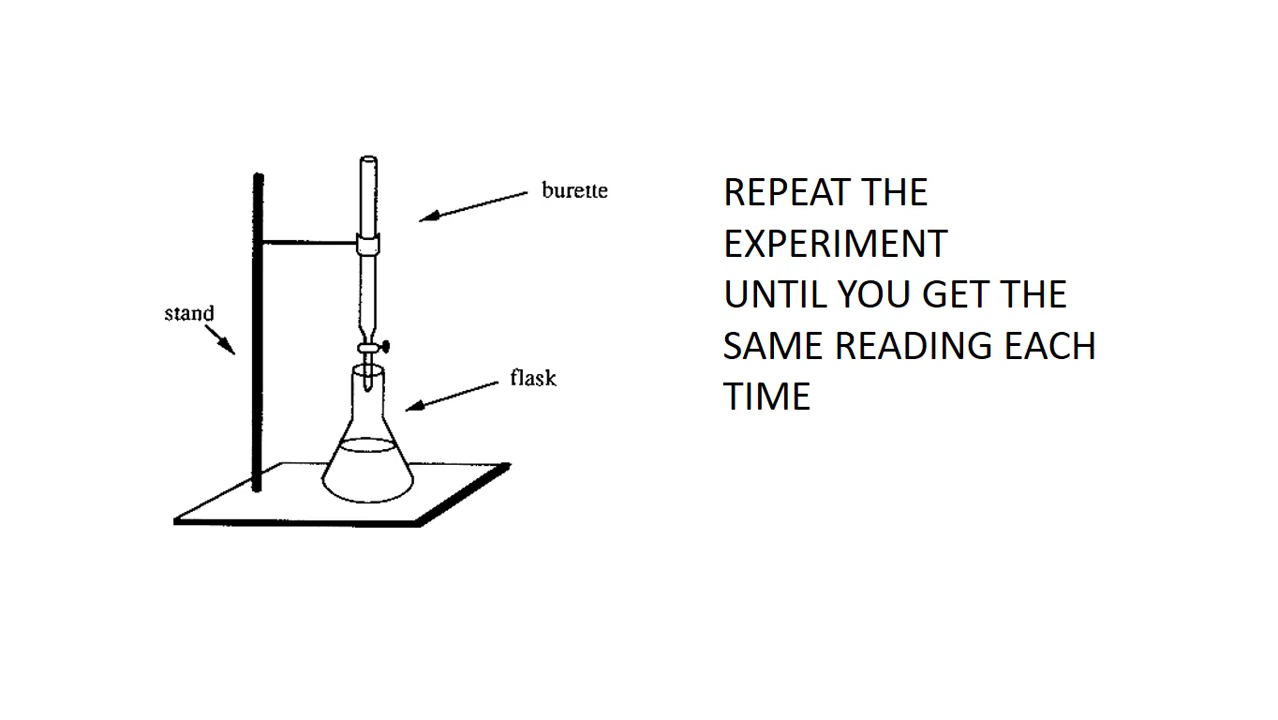 burette
stand
flask
REPEAT THE
EXPERIMENT
UNTIL YOU GET THE
SAME READING EACH
TIME